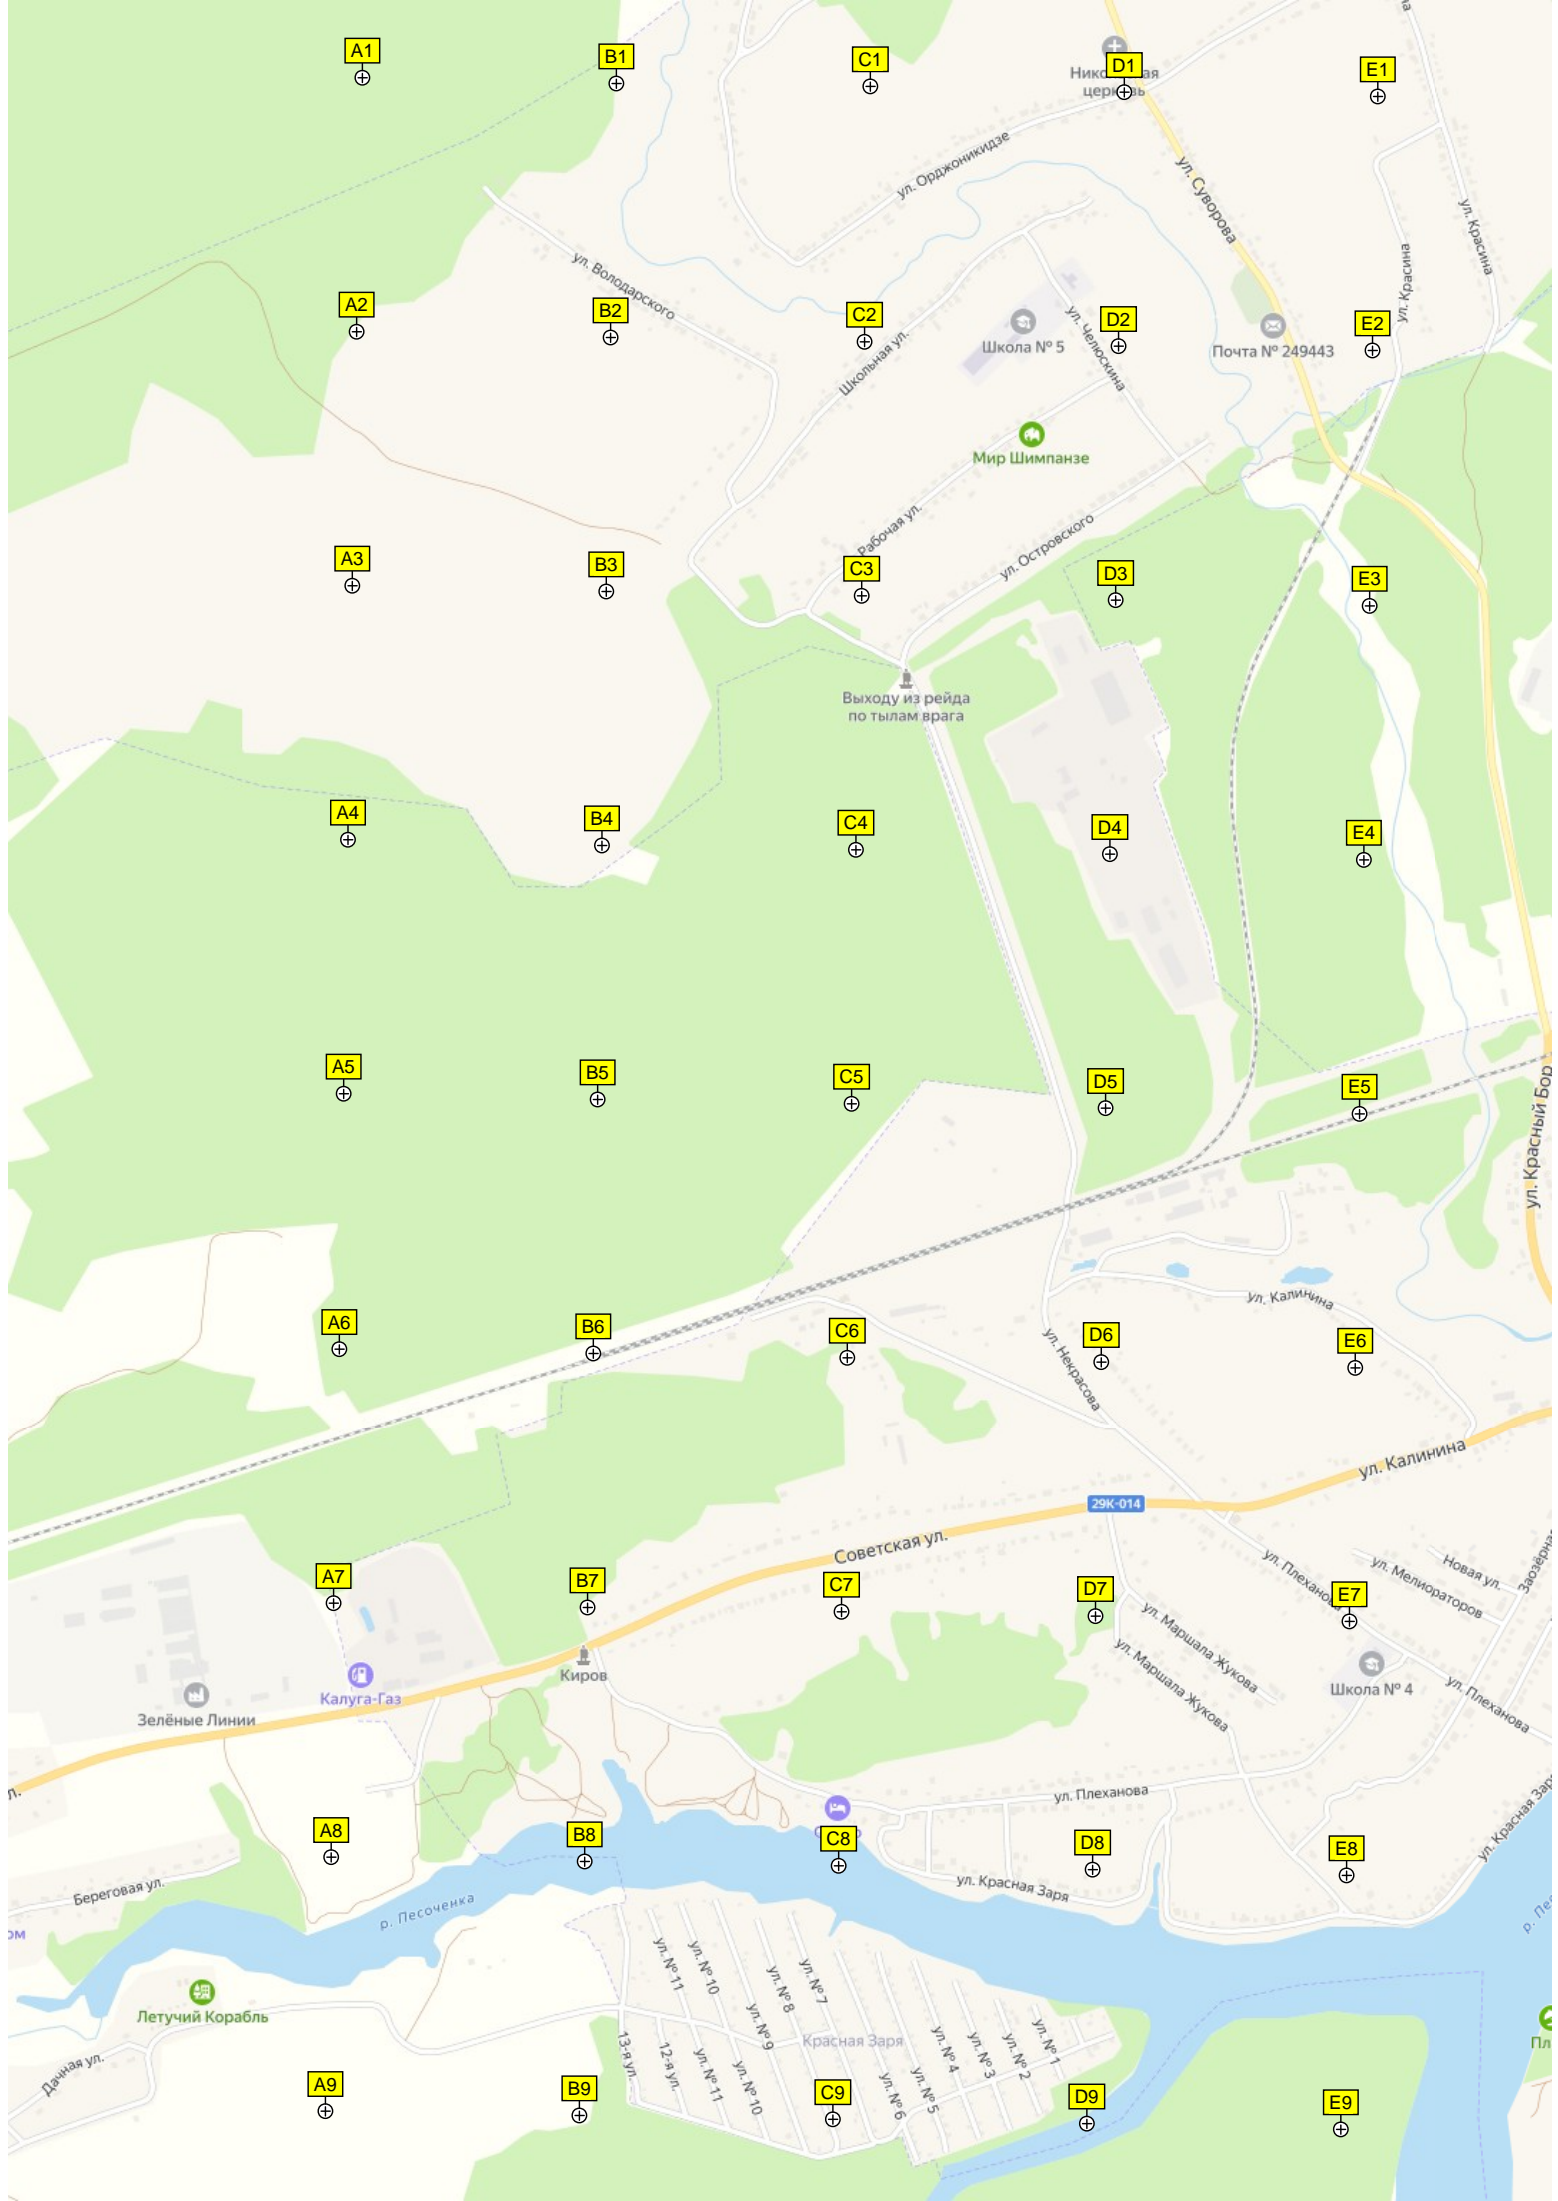 A1
B1
C1
D1
E1
церковь
ул. Орджоникидзе
ул. Суворова
ул. Красина
ул. Красина
ул. Володарского
A2
B2
C2
D2
E2
Школа № 5
ул. Челюскина
Почта № 249443
Школьная ул.
Мир Шимпанзе
Рабочая ул.
ул. Островского
A3
B3
C3
D3
E3
Выходу из рейда
по тылам врага
A4
B4
C4
D4
E4
A5
B5
C5
D5
E5
ул. Красный Бор
ул. Калинина
A6
B6
C6
D6
E6
ул. Некрасова
ул. Калинина
29К-014
Советская ул.
A7
B7
C7
D7
E7
ул. Плеханова
ул. Мелиораторов
Новая ул.
ул. Маршала Жукова
ул. Маршала Жукова
Киров
Калуга-Газ
Зелёные Линии
Школа № 4
ул. Плеханова
ул. Плеханова
ул. Красная Заря
A8
B8
C8
D8
E8
Береговая ул.
р. Песоченка
ул. Красная Заря
Летучий Корабль
Дачная ул.
ул. № 11
ул. № 10
ул. № 8
ул. № 7
ул. № 9
Красная Заря
ул. № 4
ул. № 3
ул. № 2
ул. № 1
13-я ул.
12-я ул.
ул. № 11
ул. № 10
ул. № 6
ул. № 5
A9
B9
C9
D9
E9